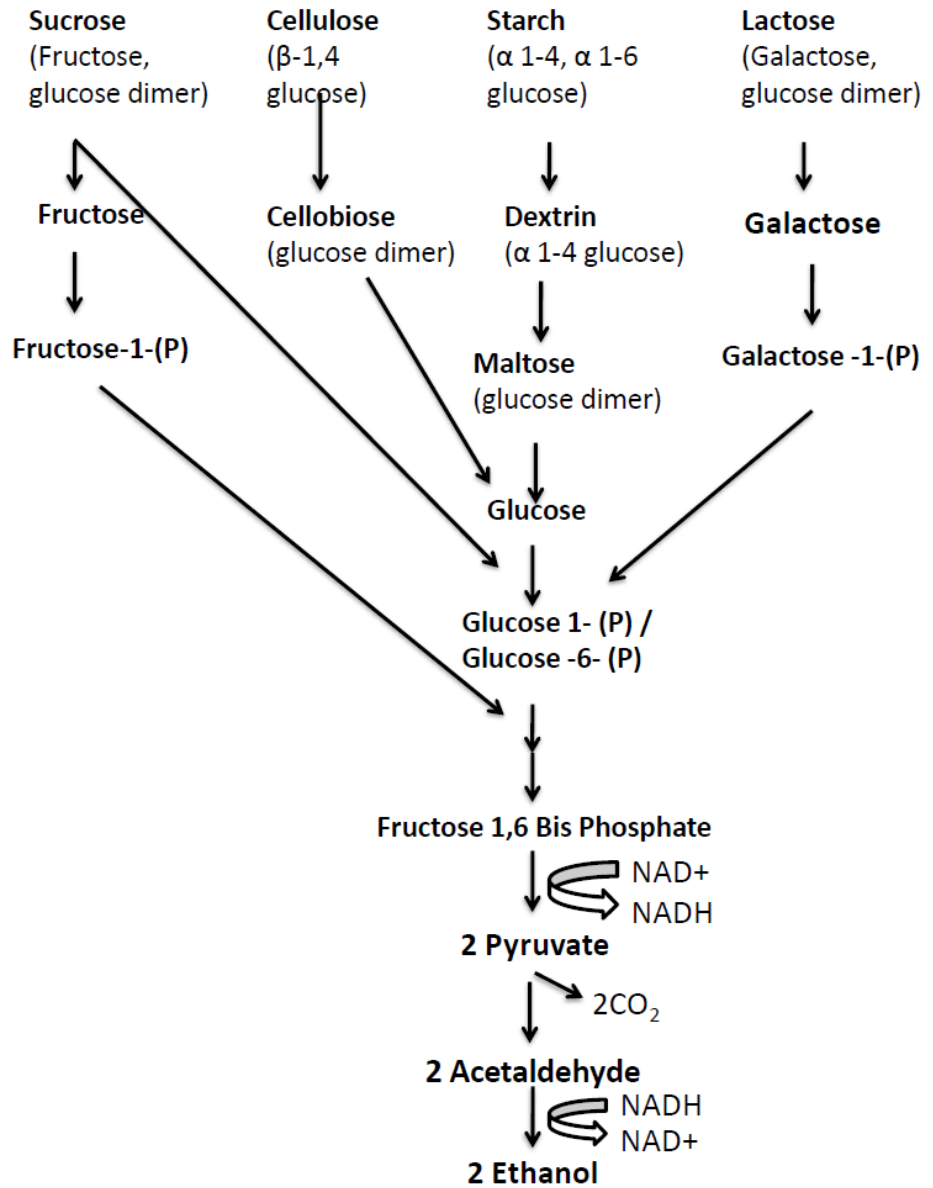 Sucrose
(Fructose,
glucose dimer)
Cellulose
(β-1,4
glucose)
Starch
(α 1-4, α 1-6
glucose)
Lactose
(Galactose,
glucose dimer)
Fructose
Cellobiose
(glucose dimer)
Dextrin
(α 1-4 glucose)
Galactose
Fructose-1-(P)
Maltose
(glucose dimer)
Galactose -1-(P)
Glucose
Glucose 1- (P) /
Glucose -6- (P)
Fructose 1,6 Bis Phosphate
NAD+
NADH
2 Pyruvate
2CO₂
2 Acetaldehyde
NADH
NAD+
2 Ethanol